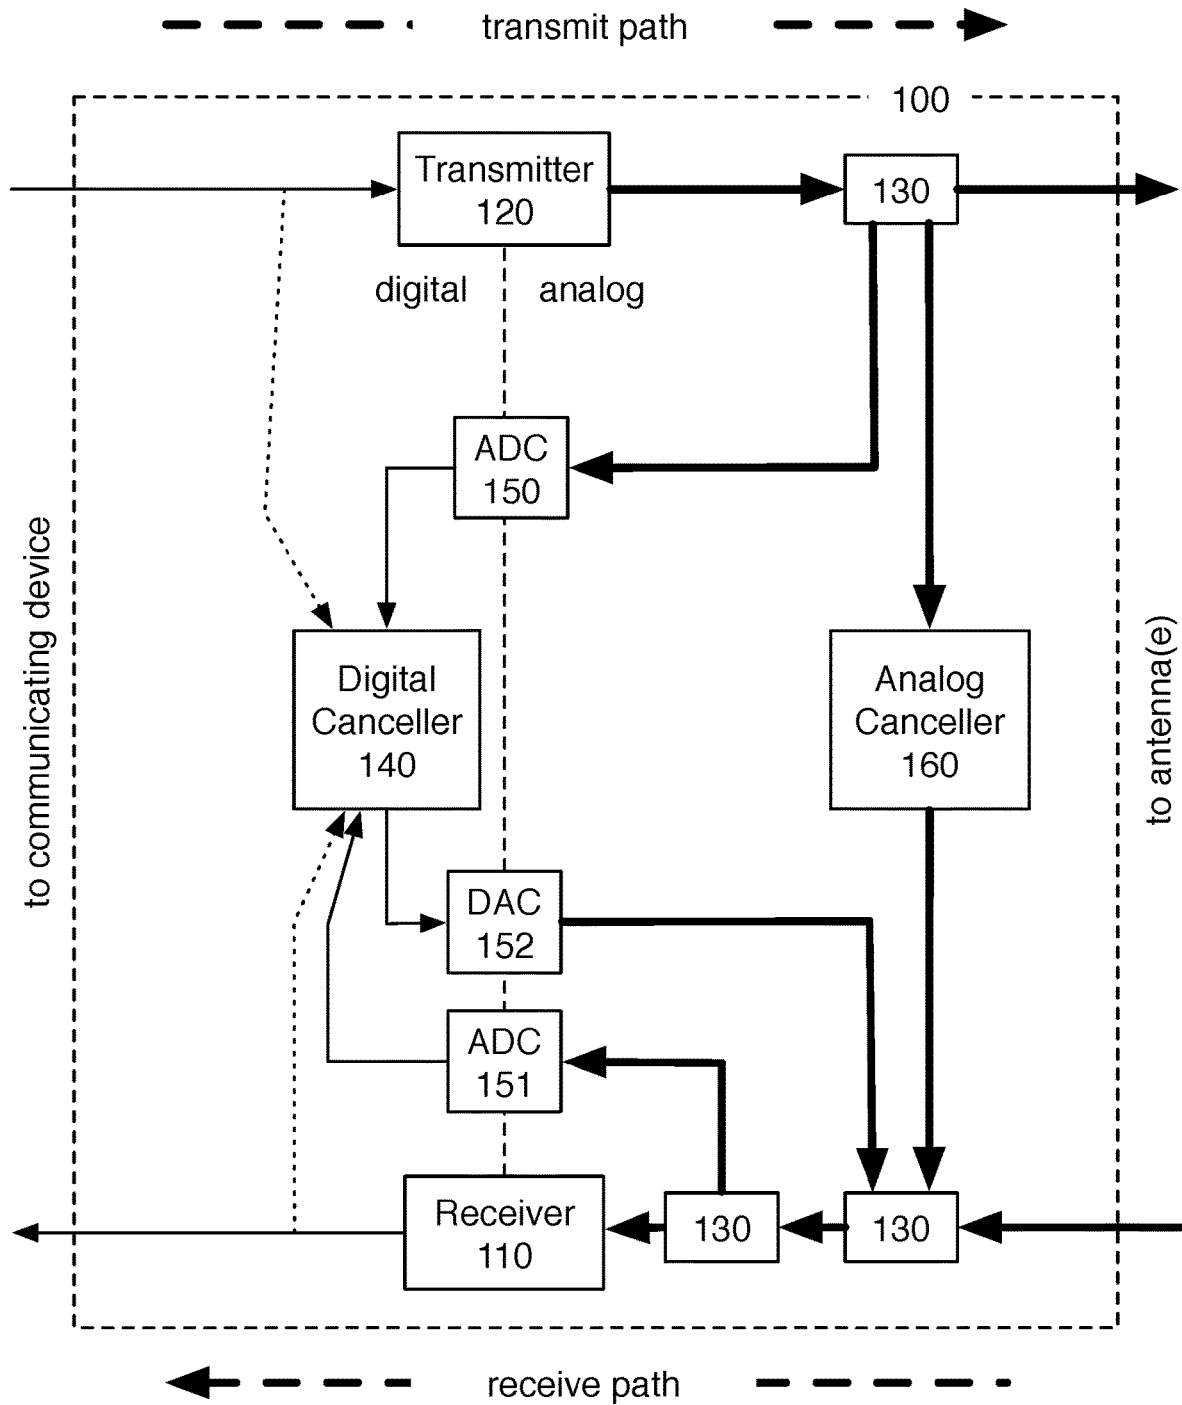 transmit path
100
Transmitter
120
130
digital
analog
ADC
150
to communicating device
Digital
Canceller
140
Analog
Canceller
160
to antenna(e)
DAC
152
ADC
151
Receiver
110
130
130
receive path